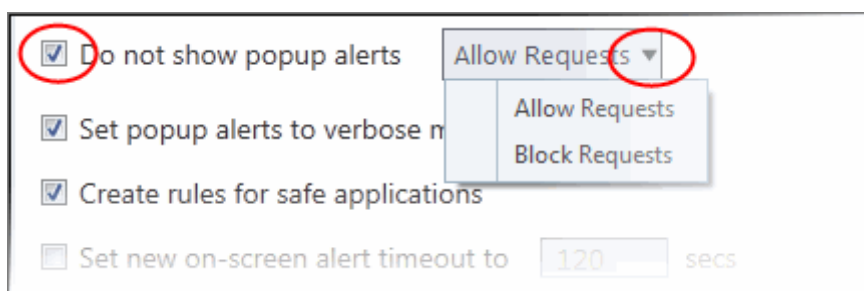 Do not show popup alerts Allow Requests
Allow Requests
Set popup alerts to verbose
Block Requests
Create rules for safe applications
Set new on-screen alert timeout to 120 secs